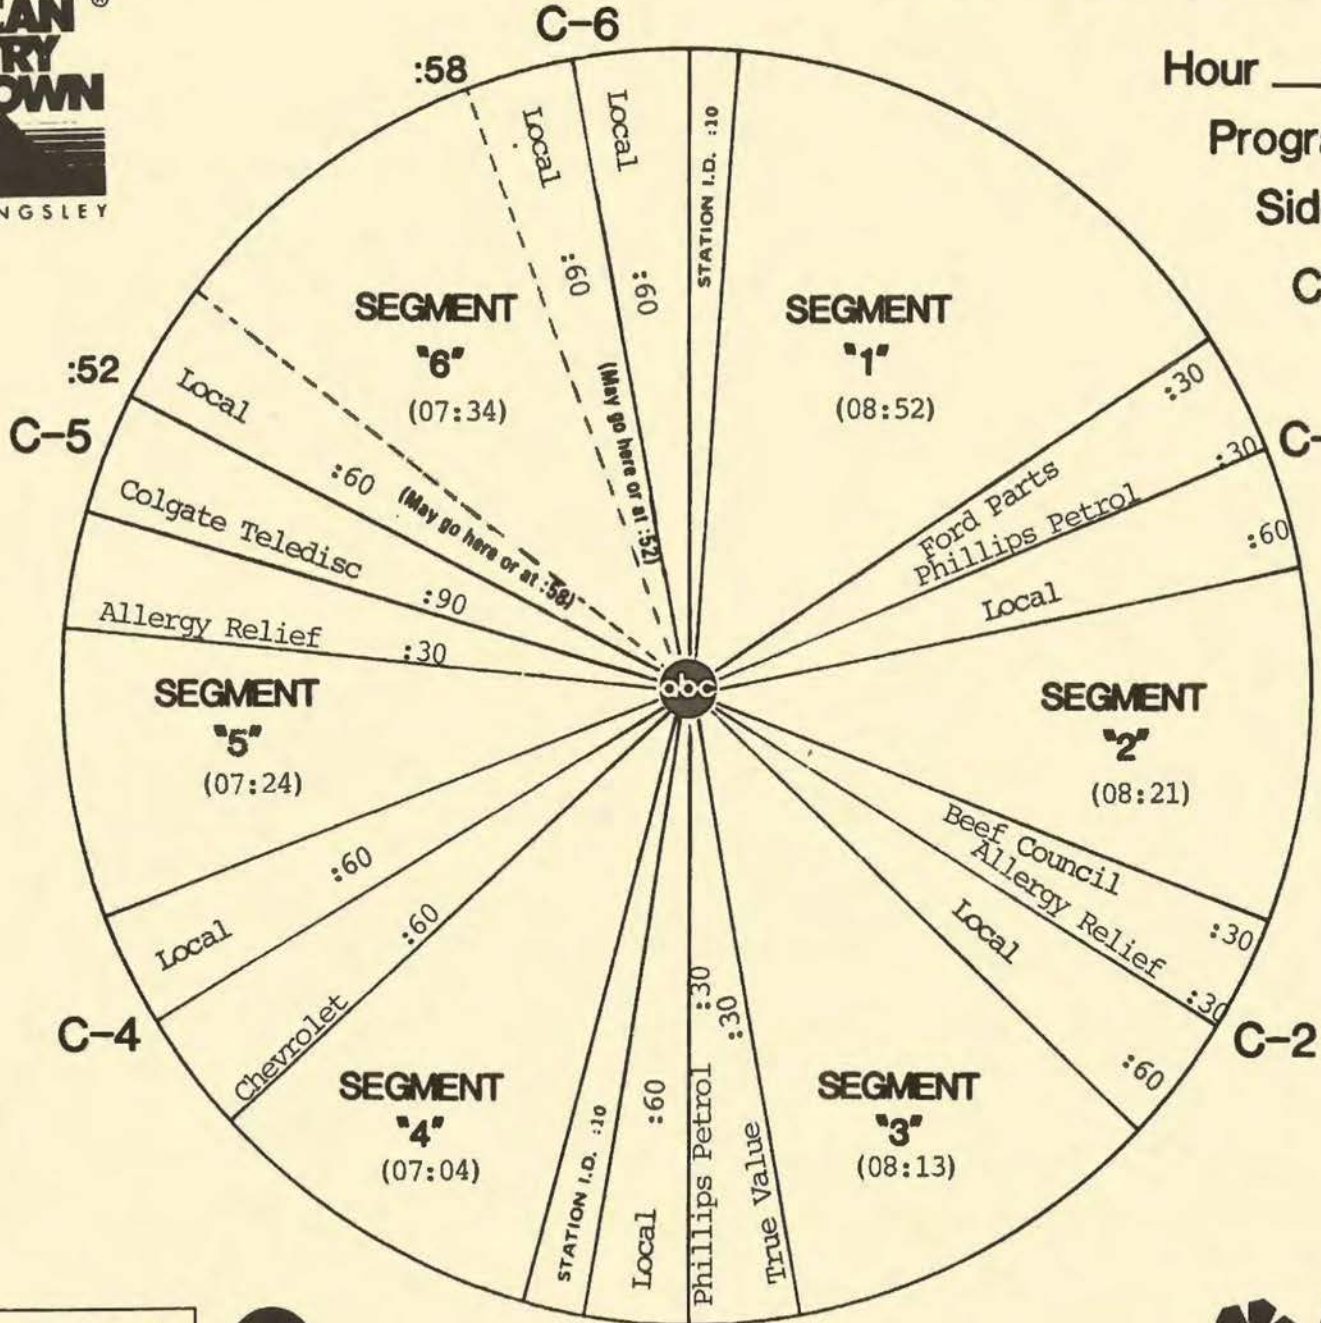 C-6
:58
Hour
NGSLEY
Local
:60
Local
:60
(May go here or at :52)
STATION I.D. :10
SEGMENT
"1"
(08:52)
Ford Parts :30
Phillips Petrol :30
Local :60
SEGMENT
"2"
(08:21)
Beef Council :30
Allergy Relief :30
C-2
Local :60
SEGMENT
"3"
(08:13)
True Value :30
Phillips Petrol :30
Local :60
STATION I.D. :10
SEGMENT
"4"
(07:04)
Chevrolet :60
C-4
Local :60
SEGMENT
"5"
(07:24)
Allergy Relief :30
Colgate Teledisc :90
C-5
:52
Local :60
(May go here or at :58)
SEGMENT
"6"
(07:34)
abc